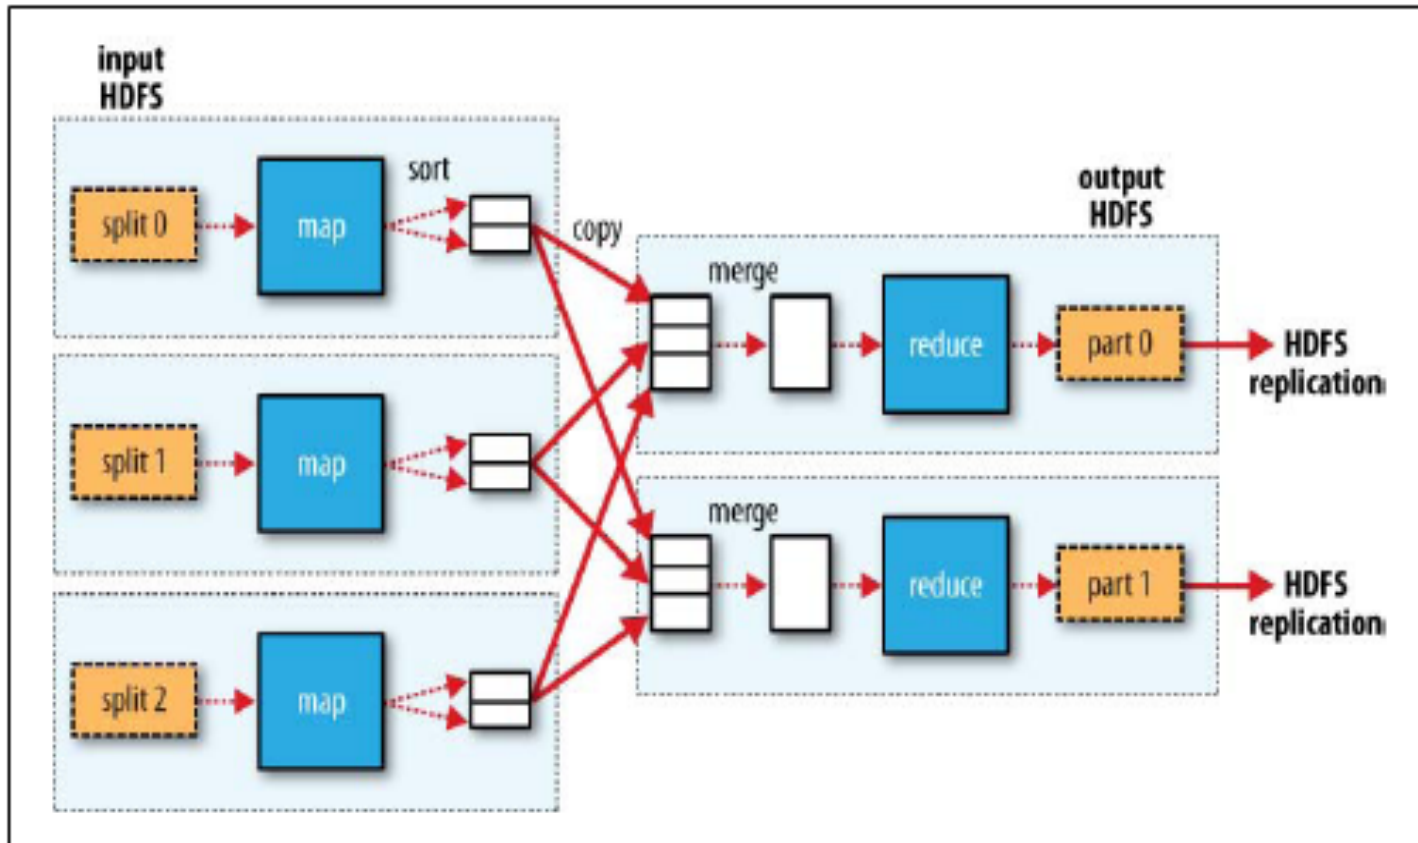 input
HDFS
split 0
map
sort
copy
split 1
map
split 2
map
output
HDFS
merge
reduce
part 0
HDFS
replication
merge
reduce
part 1
HDFS
replication